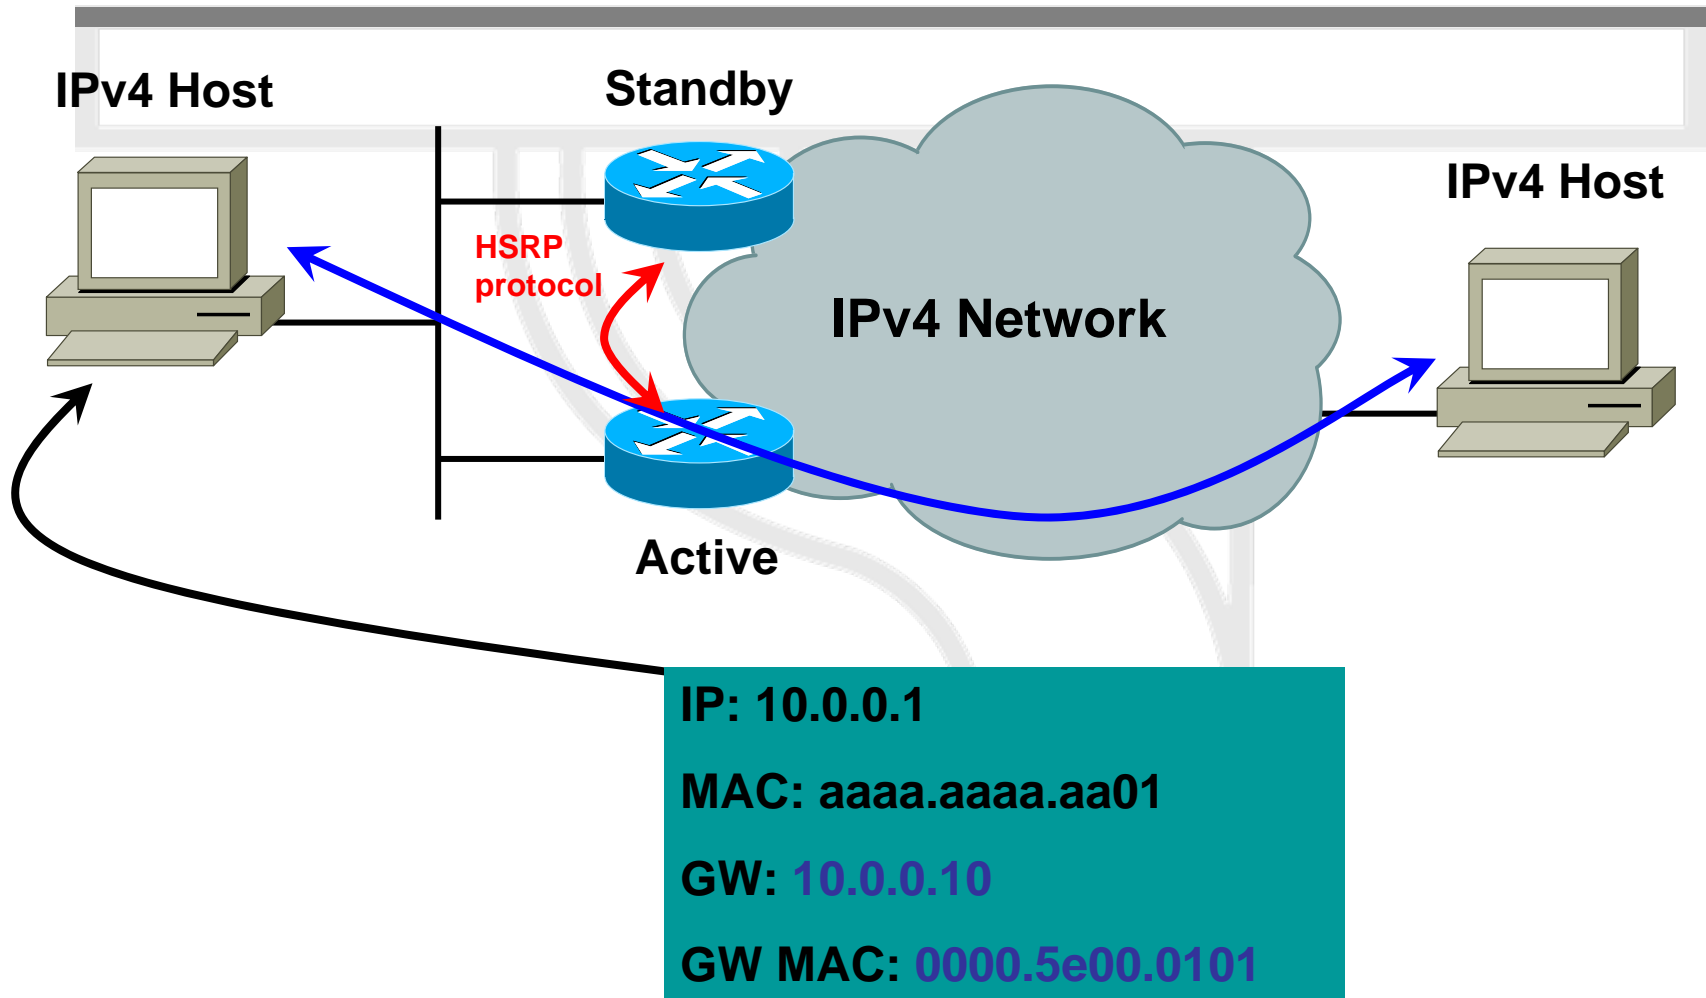 IPv4 Host
Standby
IPv4 Host
HSRP
protocol
IPv4 Network
Active
IP: 10.0.0.1
MAC: aaaa.aaaa.aa01
GW: 10.0.0.10
GW MAC: 0000.5e00.0101